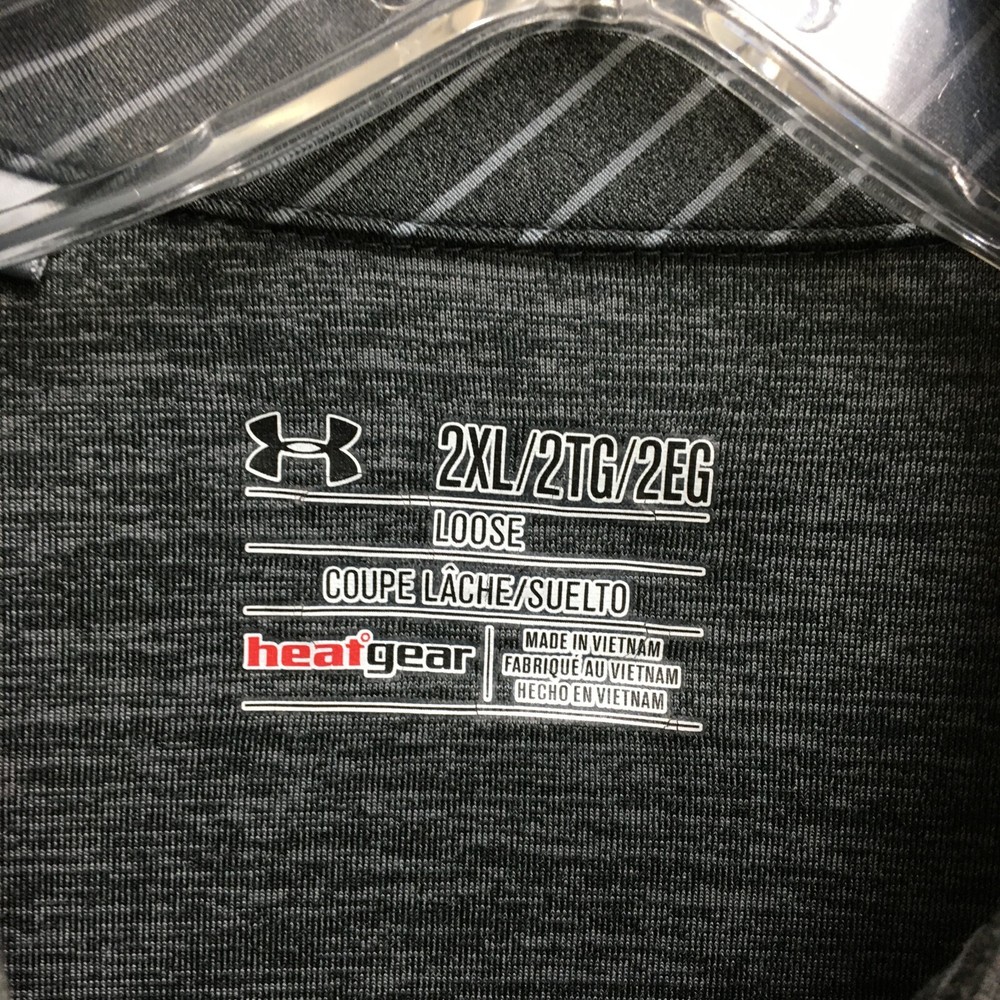 2XL/2TG/2EG
LOOSE
COUPE LÂCHE/SUELTO
heatgear
MADE IN VIETNAM
FABRIQUÉ AU VIETNAM
HECHO EN VIETNAM